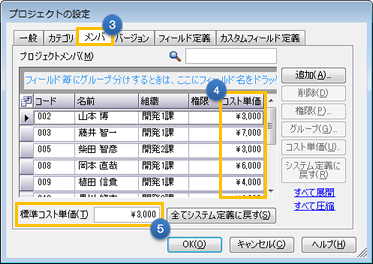 プロジェクトの設定
3
一般 カテゴリ メンバ バージョン フィールド定義 カスタムフィールド定義
プロジェクトメンバ(M)
フィールド毎にグループ分けするときは、ここにフィールド名をドラッ
コード 名前 組織 権限 コスト単価
4
002 山本 博 開発1課 ¥3,000
003 藤井 智一 開発1課 ¥7,000
005 柴田 智彦 開発2課 ¥3,000
008 岡本 直哉 開発1課 ¥6,000
009 植田 信貴 開発1課 ¥4,000
追加(A)...
削除(D)
権限(P)...
グループ(G)...
コスト単価(U)...
システム定義に
戻す(R)
すべて展開
すべて圧縮
標準コスト単価(T) ¥3,000 全てシステム定義に戻す(S)
5
OK(O) キャンセル(C) ヘルプ(H)